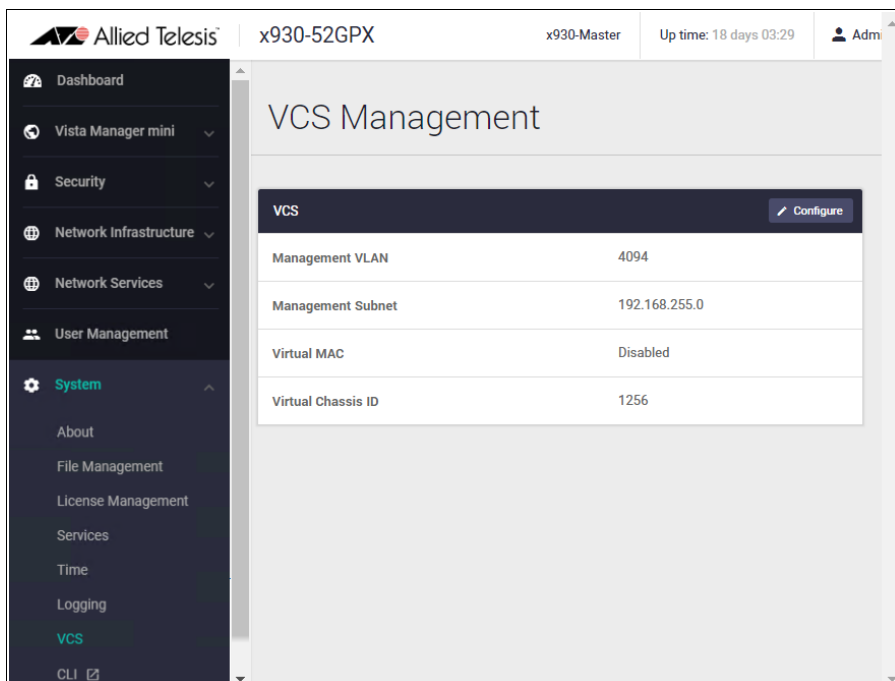 Allied Telesis
x930-52GPX
x930-Master
Up time: 18 days 03:29
Dashboard
Vista Manager mini
Security
Network Infrastructure
Network Services
User Management
System
About
File Management
License Management
Services
Time
Logging
VCS
CLI
VCS Management
VCS
Configure
Management VLAN 4094
Management Subnet 192.168.255.0
Virtual MAC Disabled
Virtual Chassis ID 1256